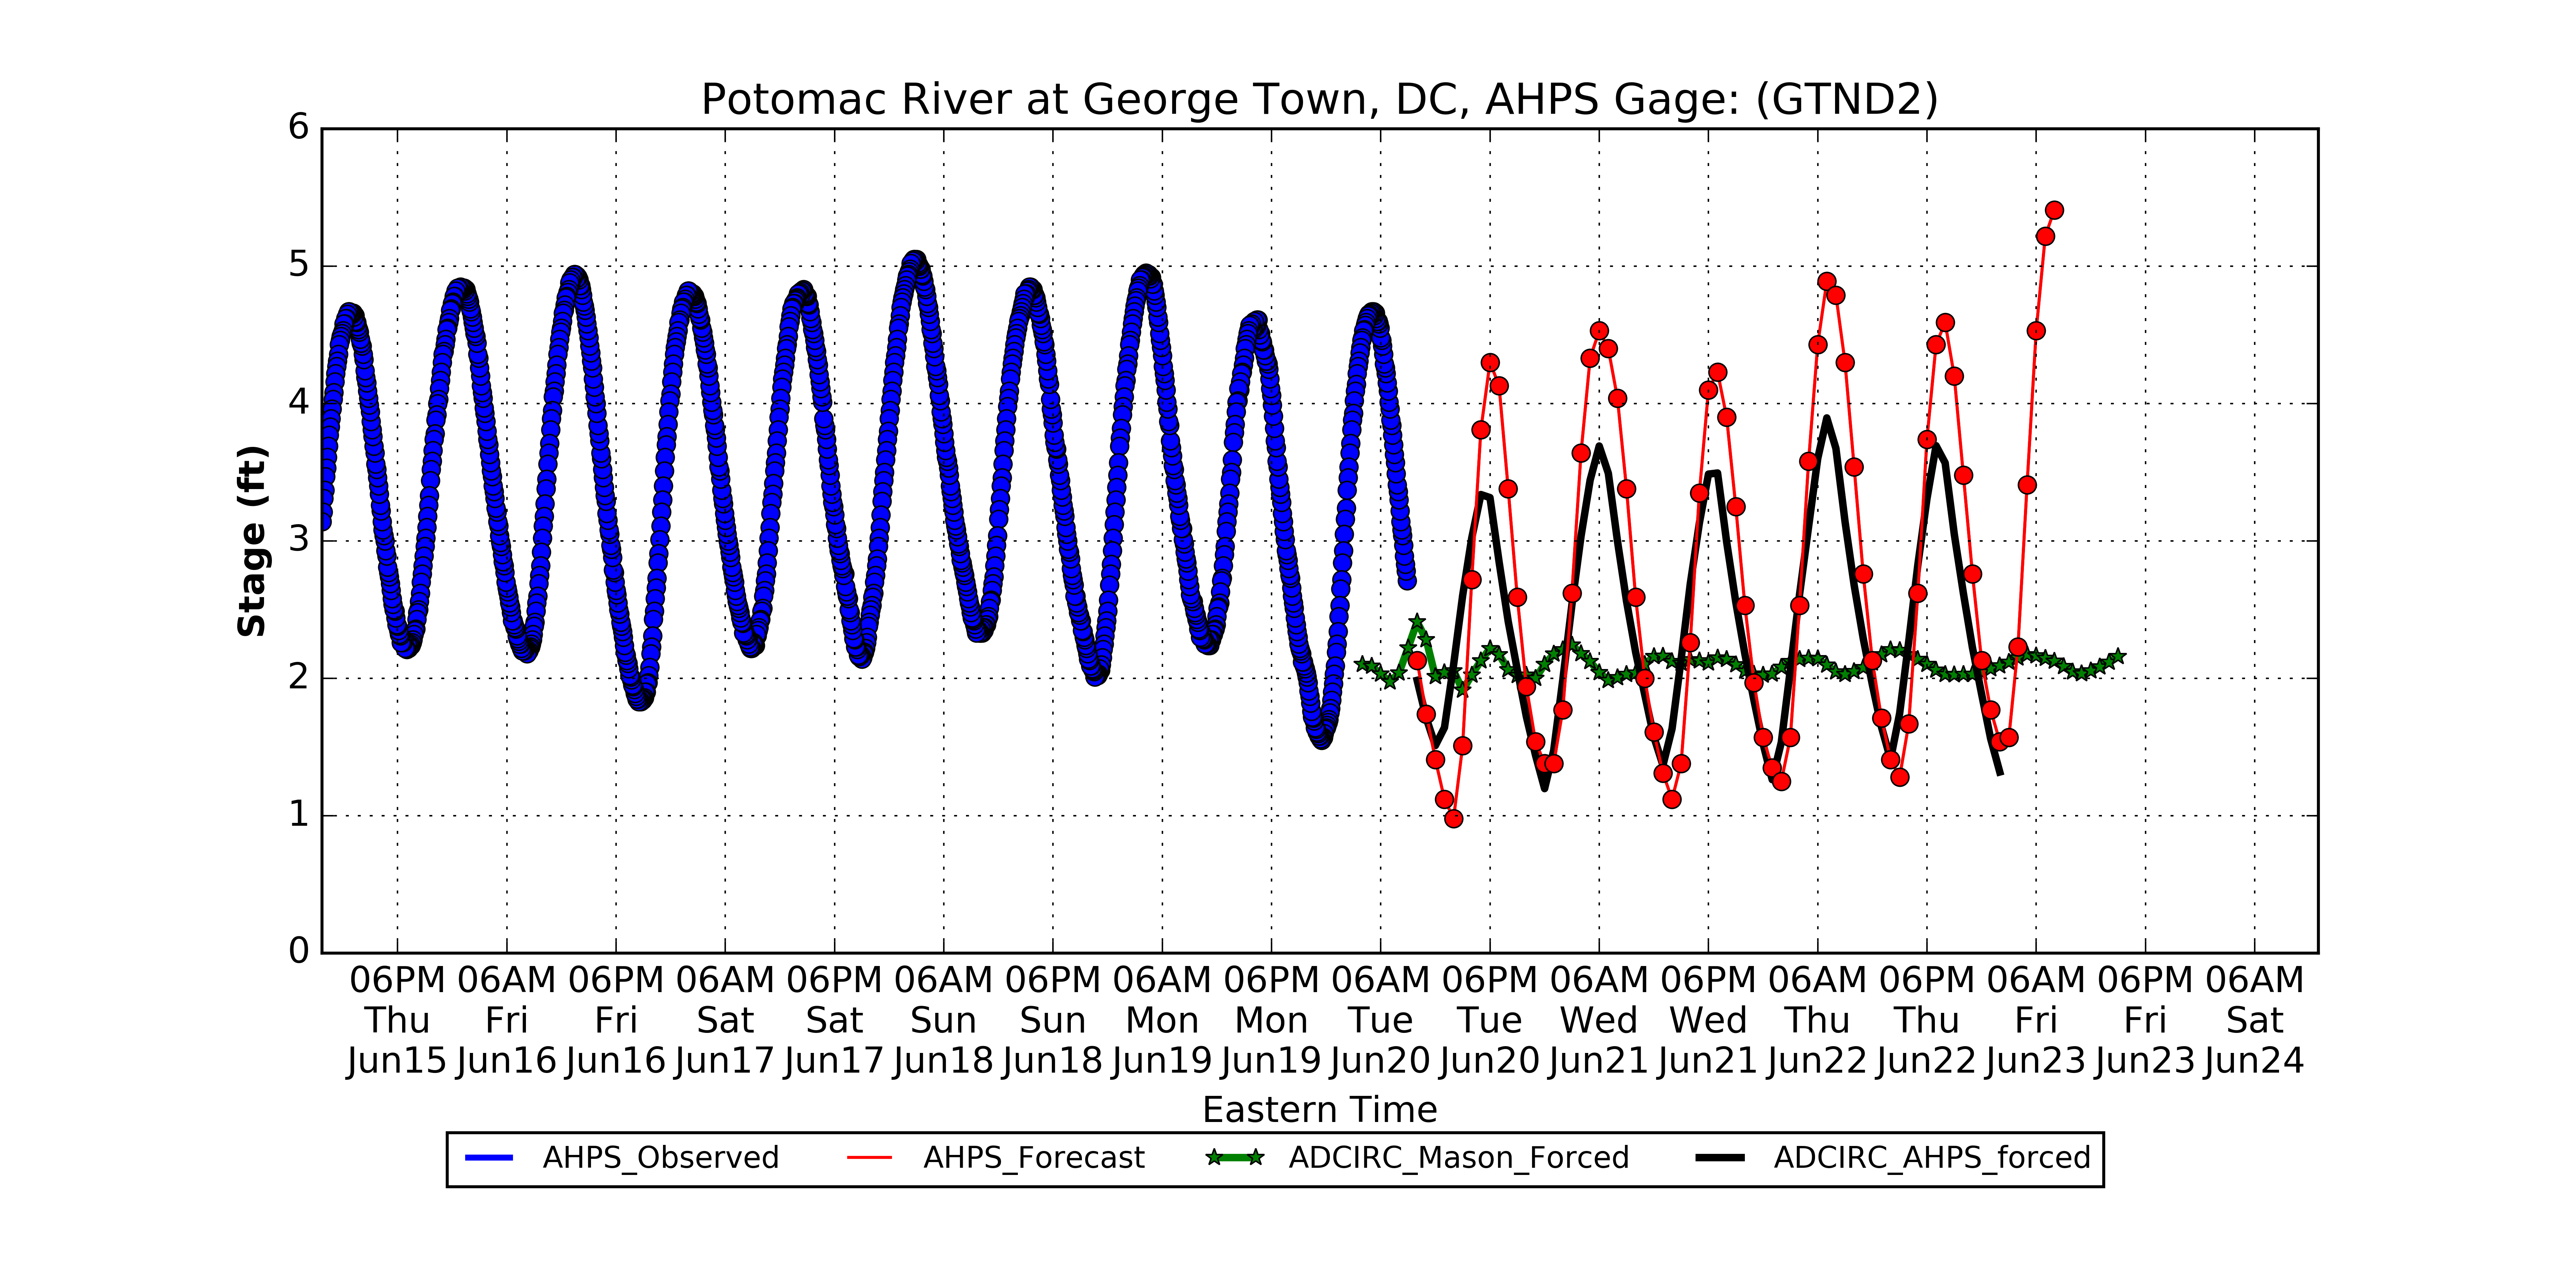 Potomac River at George Town, DC, AHPS Gage: (GTND2)
6
5
4
3
2
1
0
Stage (ft)
06PM 06AM 06PM 06AM 06PM 06AM 06PM 06AM 06PM 06AM 06PM 06AM 06PM 06AM 06PM 06AM 06PM 06AM
Thu Fri Fri Sat Sat Sun Sun Mon Mon Tue Tue Wed Wed Thu Thu Fri Fri Sat
Jun15 Jun16 Jun16 Jun17 Jun17 Jun18 Jun18 Jun19 Jun19 Jun20 Jun20 Jun21 Jun21 Jun22 Jun22 Jun23 Jun23 Jun24
Eastern Time
AHPS_Observed AHPS_Forecast ADCIRC_Mason_Forced ADCIRC_AHPS_forced